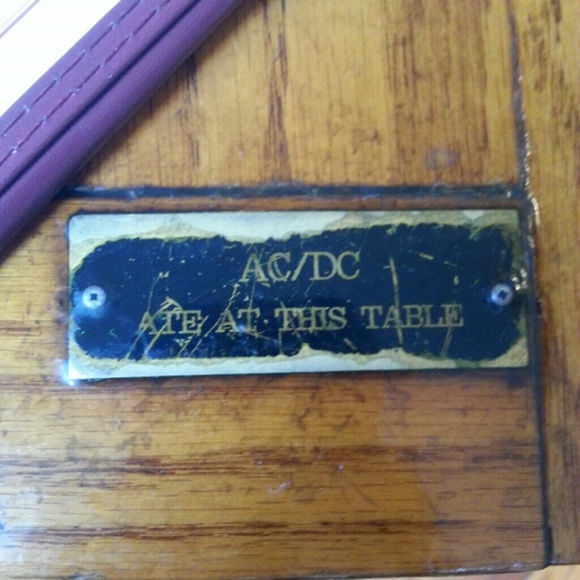 AC/DC
ATE AT THIS TABLE